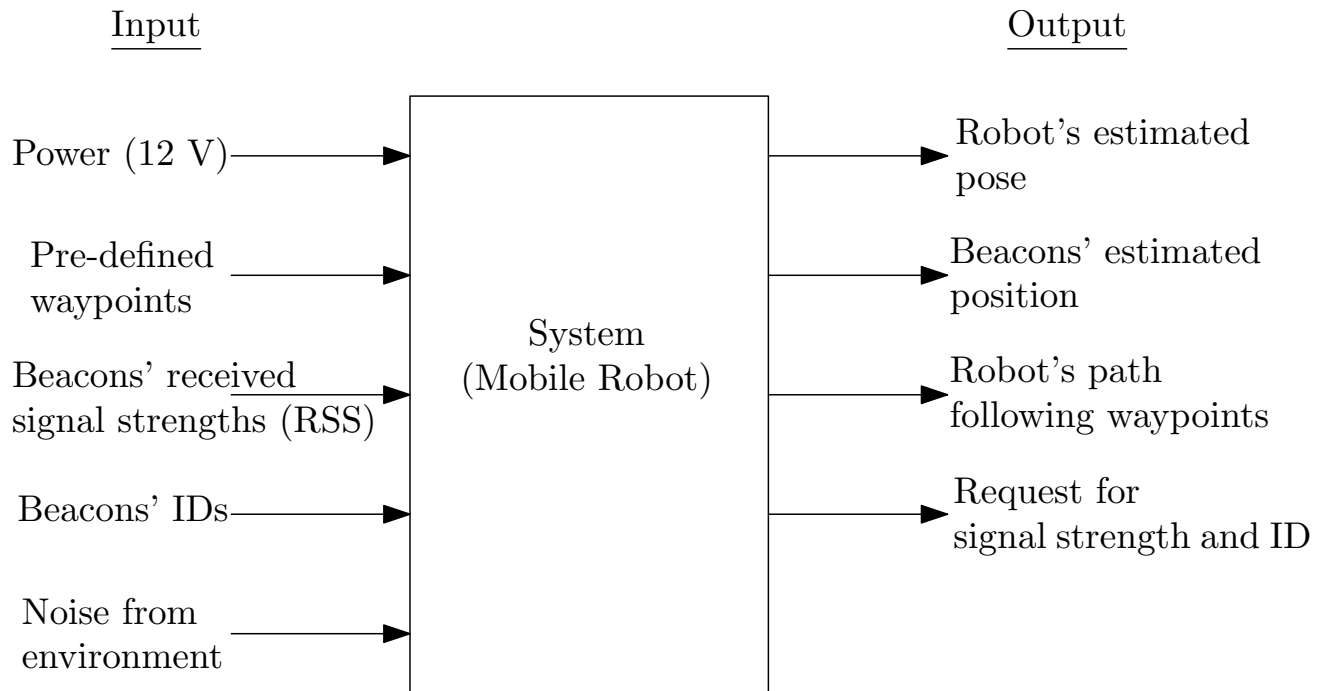 Input
Output
Power (12 V)
Pre-defined
waypoints
Beacons’ received
signal strengths (RSS)
Beacons’ IDs
Noise from
environment
System
(Mobile Robot)
Robot’s estimated
pose
Beacons’ estimated
position
Robot’s path
following waypoints
Request for
signal strength and ID